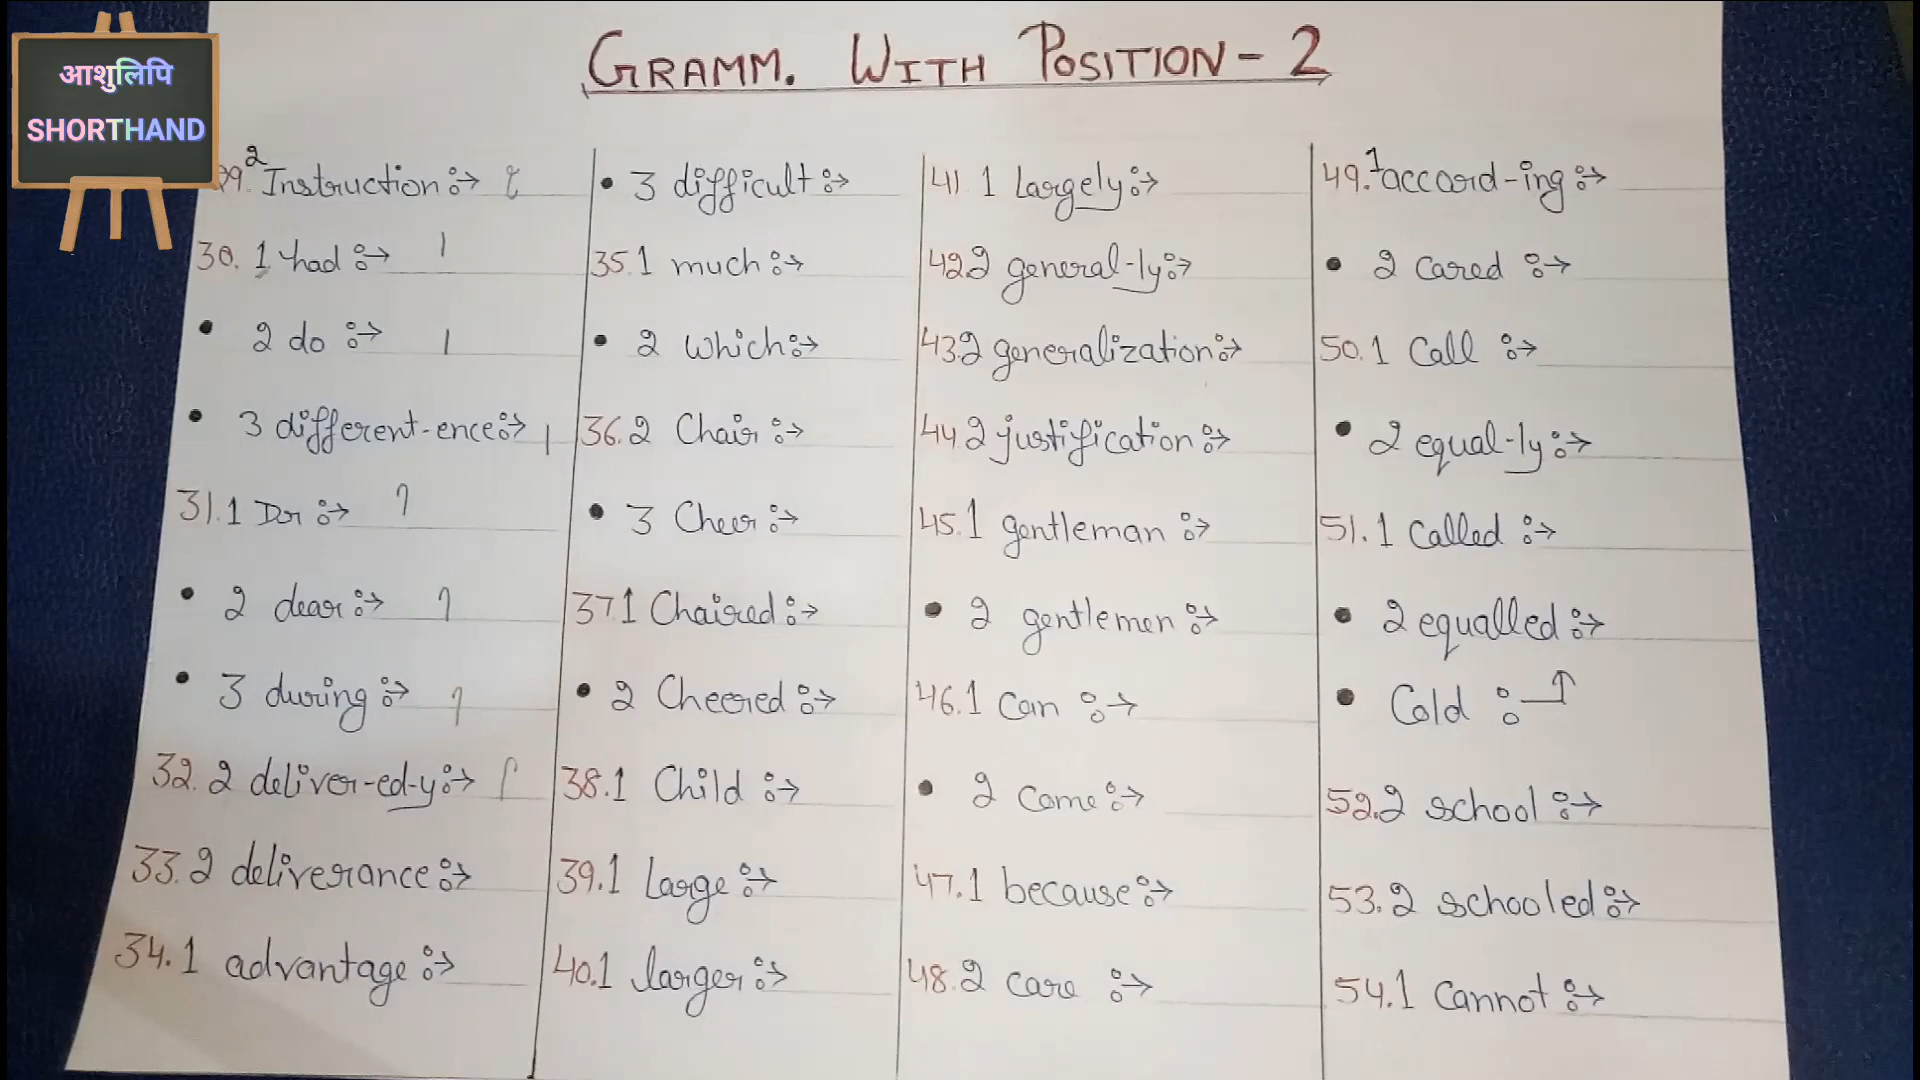 आशुलिपि
SHORTHAND
GRAMM. WITH POSITION - 2
29. 2 Instruction
30. 1 had
• 2 do
• 3 different-ence
31. 1 Dr
• 2 dear
• 3 during
32. 2 deliver-ed-y
33. 2 deliverance
34. 1 advantage
• 3 difficult
35. 1 much
• 2 which
36. 2 Chair
• 3 Cheer
37 1 Chaired
• 2 Cheered
38. 1 Child
39. 1 Large
40. 1 larger
41. 1 Largely
42 2 general-ly
43 2 generalization
44 2 justification
45. 1 gentleman
• 2 gentlemen
46. 1 Can
• 2 come
47. 1 because
48. 2 care
49. 1 accord-ing
• 2 cared
50. 1 Call
• 2 equal-ly
51. 1 Called
• 2 equalled
• Cold
52. 2 school
53. 2 schooled
54. 1 Cannot